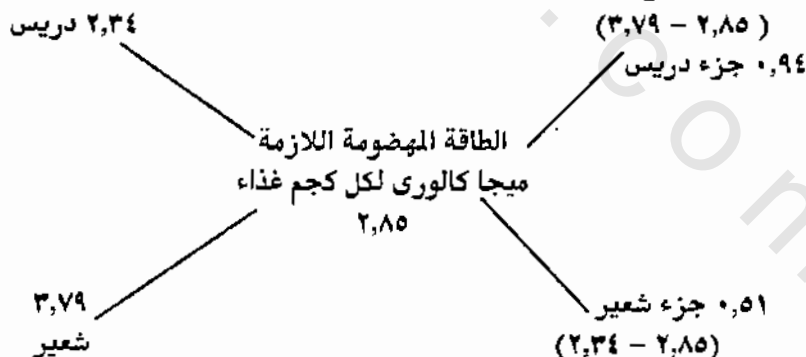 ٢,٣٤ دريس
(٣,٧٩ – ٢,٨٥)
٠,٩٤ جزء دريس
الطاقة المهضومة اللازمة
ميجا كالورى لكل كجم غذاء
٢,٨٥
٣,٧٩
شعير
٠,٥١ جزء شعير
(٢,٣٤ – ٢,٨٥)
.com